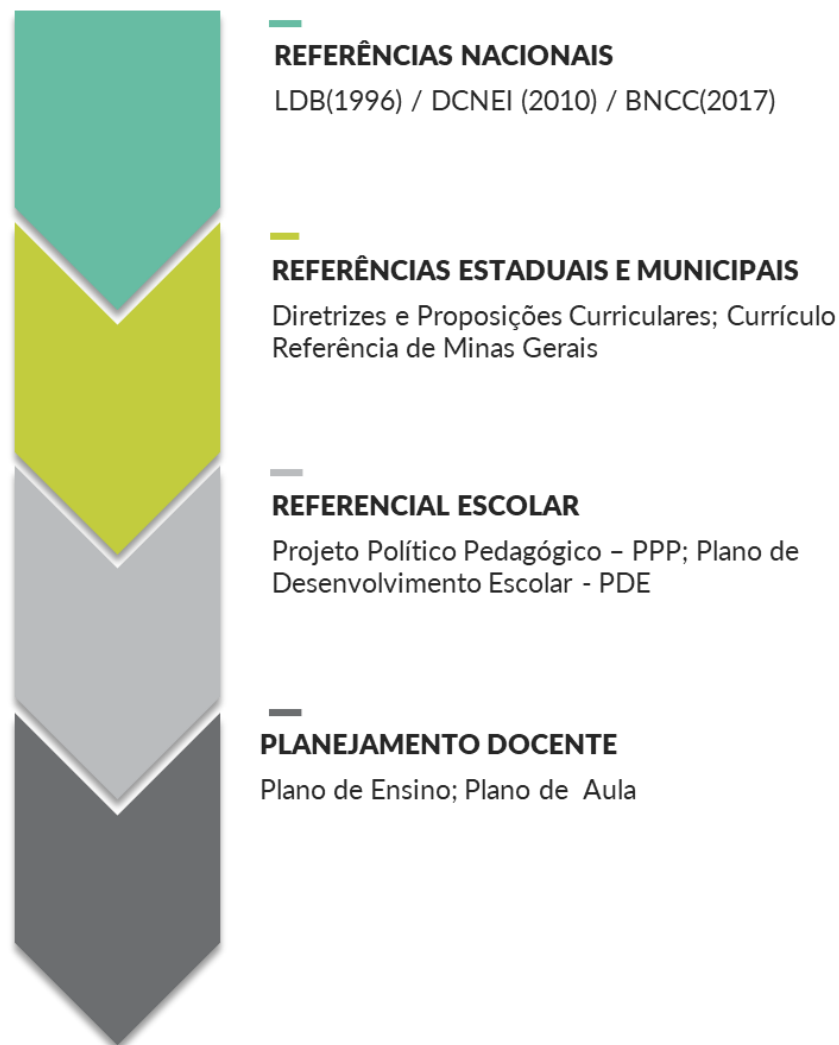 REFERÊNCIAS NACIONAIS
LDB(1996) / DCNEI (2010) / BNCC(2017)
REFERÊNCIAS ESTADUAIS E MUNICIPAIS
Diretrizes e Proposições Curriculares; Currículo
Referência de Minas Gerais
REFERENCIAL ESCOLAR
Projeto Político Pedagógico – PPP; Plano de
Desenvolvimento Escolar - PDE
PLANEJAMENTO DOCENTE
Plano de Ensino; Plano de Aula